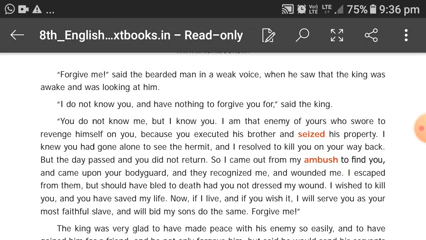 75% 9:36 pm
8th_English...xtbooks.in – Read–only
"Forgive me!" said the bearded man in a weak voice, when he saw that the king was
awake and was looking at him.
"I do not know you, and have nothing to forgive you for," said the king.
"You do not know me, but I know you. I am that enemy of yours who swore to
revenge himself on you, because you executed his brother and seized his property. I
knew you had gone alone to see the hermit, and I resolved to kill you on your way back.
But the day passed and you did not return. So I came out from my ambush to find you,
and came upon your bodyguard, and they recognized me, and wounded me. I escaped
from them, but should have bled to death had you not dressed my wound. I wished to
kill you, and you have saved my life. Now, if I live, and if you wish it, I will serve you as your
most faithful slave, and will bid my sons do the same. Forgive me!"
The king was very glad to have made peace with his enemy so easily, and to have